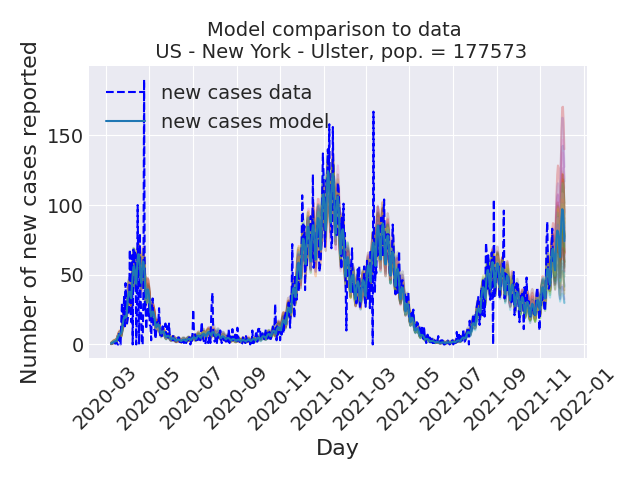 Model comparison to data
US - New York - Ulster, pop. = 177573
Number of new cases reported
150
100
50
0
new cases data
new cases model
2020-03
2020-05
2020-07
2020-09
2020-11
2021-01
2021-03
2021-05
2021-07
2021-09
2021-11
2022-01
Day